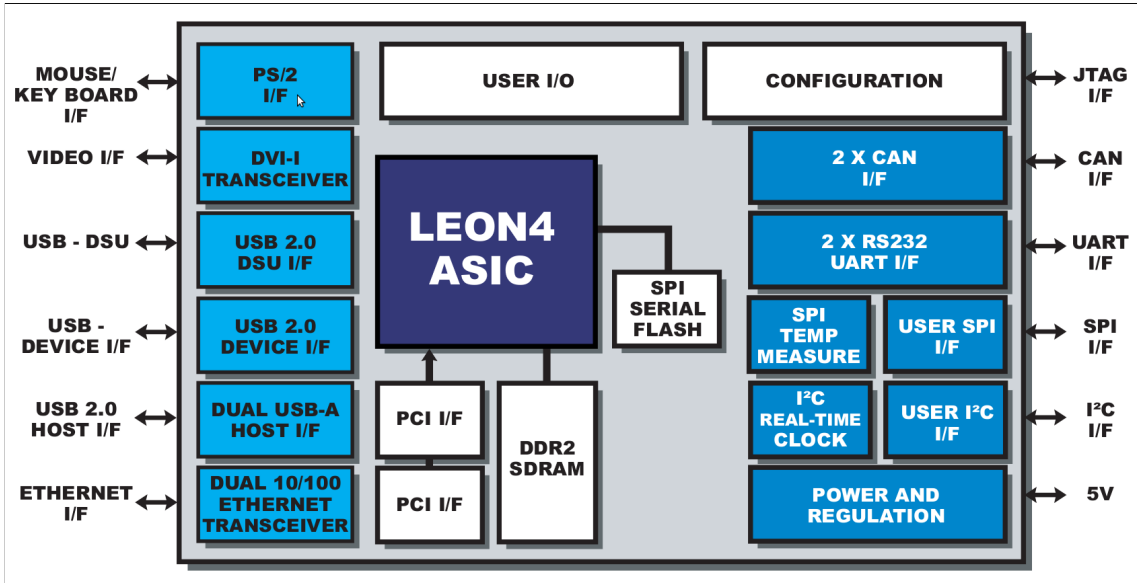 MOUSE/
KEY BOARD
I/F
VIDEO I/F
USB - DSU
USB -
DEVICE I/F
USB 2.0
HOST I/F
ETHERNET
I/F
PS/2
I/F
DVI-I
TRANSCEIVER
USB 2.0
DSU I/F
USB 2.0
DEVICE I/F
DUAL USB-A
HOST I/F
DUAL 10/100
ETHERNET
TRANSCEIVER
USER I/O
CONFIGURATION
LEON4
ASIC
SPI
SERIAL
FLASH
PCI I/F
PCI I/F
DDR2
SDRAM
2 X CAN
I/F
2 X RS232
UART I/F
SPI
TEMP
MEASURE
USER SPI
I/F
I²C
REAL-TIME
CLOCK
USER I²C
I/F
POWER AND
REGULATION
JTAG
I/F
CAN
I/F
UART
I/F
SPI
I/F
I²C
I/F
5V